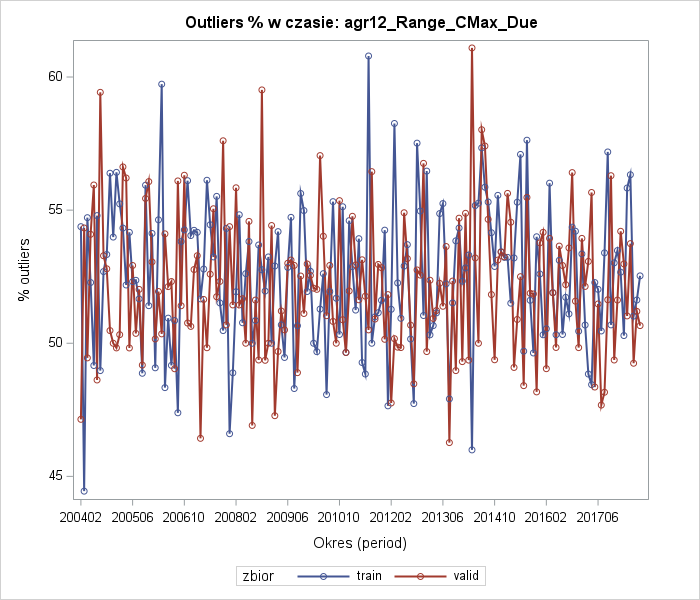 Outliers % w czasie: agr12_Range_CMax_Due
% outliers
60
55
50
45
200402 200506 200610 200802 200906 201010 201202 201306 201410 201602 201706
Okres (period)
zbior train valid